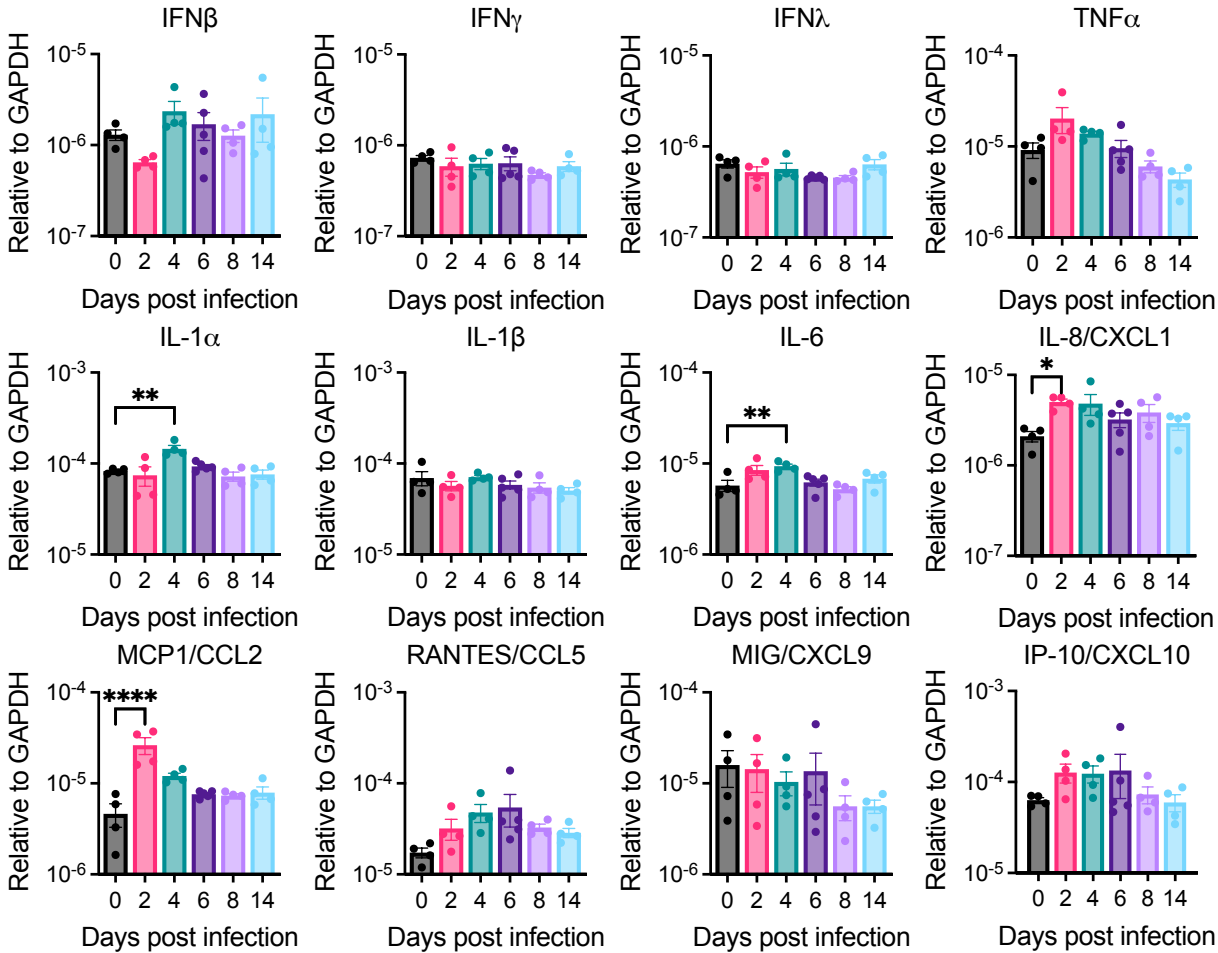 IFNβ
Relative to GAPDH
10-5
10-6
10-7
0 2 4 6 8 14
Days post infection
IFNγ
Relative to GAPDH
10-5
10-6
10-7
0 2 4 6 8 14
Days post infection
IFNλ
Relative to GAPDH
10-5
10-6
10-7
0 2 4 6 8 14
Days post infection
TNFα
Relative to GAPDH
10-4
10-5
10-6
0 2 4 6 8 14
Days post infection
IL-1α
Relative to GAPDH
10-3
10-4
10-5
**
0 2 4 6 8 14
Days post infection
IL-1β
Relative to GAPDH
10-3
10-4
10-5
0 2 4 6 8 14
Days post infection
IL-6
Relative to GAPDH
10-4
10-5
10-6
**
0 2 4 6 8 14
Days post infection
IL-8/CXCL1
Relative to GAPDH
10-5
10-6
10-7
*
0 2 4 6 8 14
Days post infection
MCP1/CCL2
Relative to GAPDH
10-4
10-5
10-6
****
0 2 4 6 8 14
Days post infection
RANTES/CCL5
Relative to GAPDH
10-3
10-4
10-5
0 2 4 6 8 14
Days post infection
MIG/CXCL9
Relative to GAPDH
10-4
10-5
10-6
0 2 4 6 8 14
Days post infection
IP-10/CXCL10
Relative to GAPDH
10-3
10-4
10-5
0 2 4 6 8 14
Days post infection